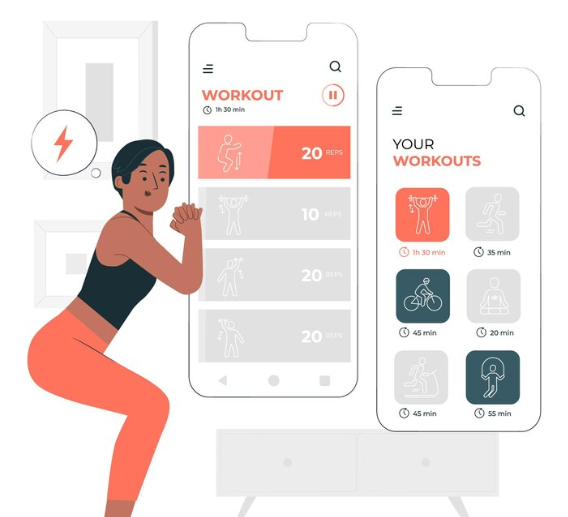 WORKOUT
1h 30 min
20 REPS
10 REPS
20 REPS
20 REPS
YOUR
WORKOUTS
1h 30 min
35 min
45 min
20 min
45 min
55 min